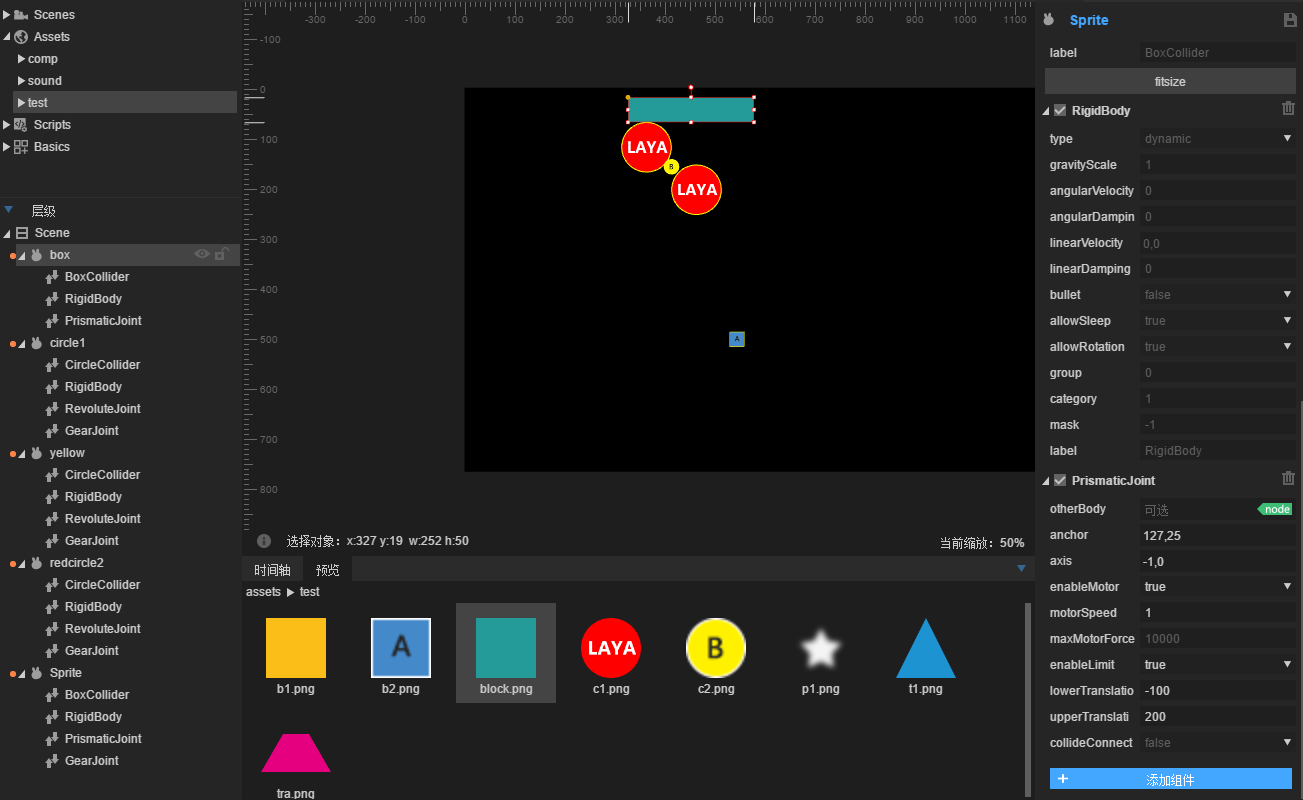 Scenes
Assets
comp
sound
test
Scripts
Basics
层级
Scene
box
BoxCollider
RigidBody
PrismaticJoint
circle1
CircleCollider
RigidBody
RevoluteJoint
GearJoint
yellow
CircleCollider
RigidBody
RevoluteJoint
GearJoint
redcircle2
CircleCollider
RigidBody
RevoluteJoint
GearJoint
Sprite
BoxCollider
RigidBody
PrismaticJoint
GearJoint
-300 -200 -100 0 100 200 300 400 500 600 700 800 900 1000 1100
-100
0
100
200
300
400
500
600
700
800
LAYA
B
LAYA
A
选择对象: x:327 y:19 w:252 h:50
当前缩放: 50%
时间轴 预览
assets test
A LAYA B
b1.png b2.png block.png c1.png c2.png p1.png t1.png
tra.png
Sprite
label BoxCollider
fitsize
RigidBody
type dynamic
gravityScale 1
angularVelocity 0
angularDampin 0
linearVelocity 0,0
linearDamping 0
bullet false
allowSleep true
allowRotation true
group 0
category 1
mask -1
label RigidBody
PrismaticJoint
otherBody 可选 node
anchor 127,25
axis -1,0
enableMotor true
motorSpeed 1
maxMotorForce 10000
enableLimit true
lowerTranslatio -100
upperTranslati 200
collideConnect false
+ 添加组件